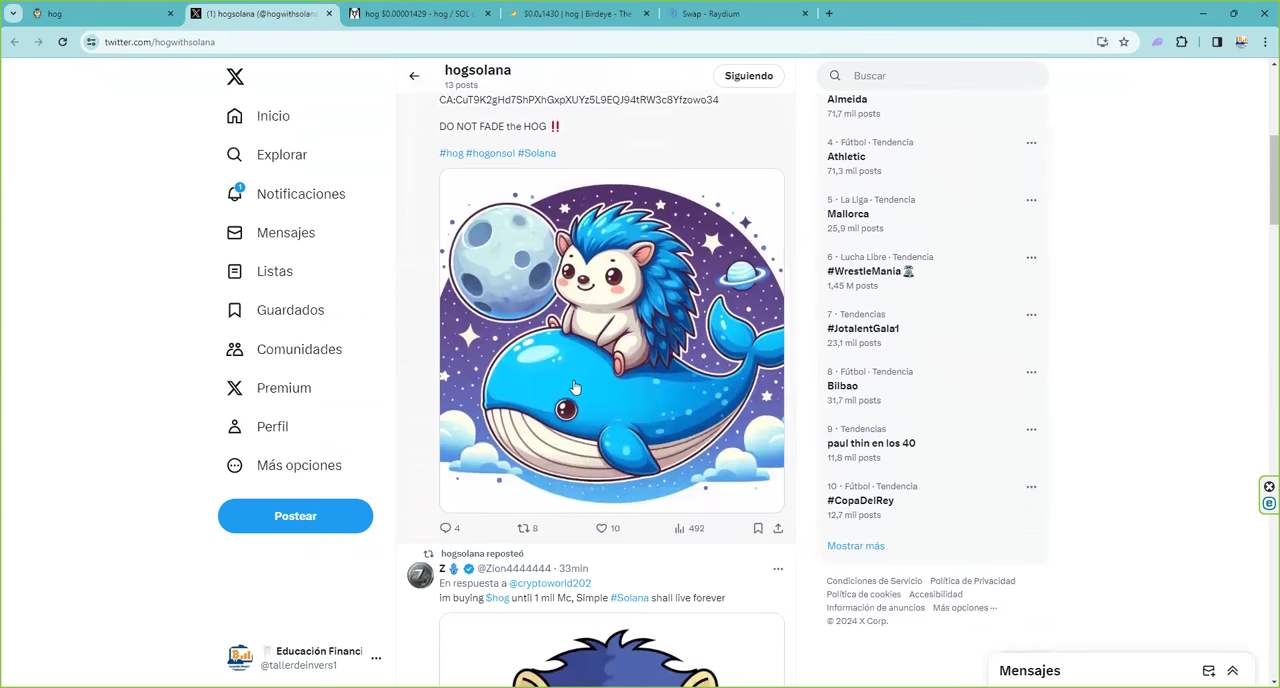 hog
(1) hogsolana (@hogwithsolana
hog $0.00001429 - hog / SOL
$0.0₄1430 | hog | Birdeye - The
Swap - Raydium
twitter.com/hogwithsolana
Inicio
Explorar
1
Notificaciones
Mensajes
Listas
Guardados
Comunidades
Premium
Perfil
Más opciones
Postear
Educación Financi
@tallerdeinvers1
hogsolana
13 posts
Siguiendo
CA:CuT9K2gHd7ShPXhGxpXUYz5L9EQJ94tRW3c8Yfzowo34
DO NOT FADE the HOG ‼️
#hog #hogonsol #Solana
4 8 10 492
hogsolana reposteó
Z @Zion4444444 · 33min
En respuesta a @cryptoworld202
im buying $hog until 1 mil Mc, Simple #Solana shall live forever
Buscar
Almeida
71,7 mil posts
4 · Fútbol · Tendencia
Athletic
71,3 mil posts
5 · La Liga · Tendencia
Mallorca
25,9 mil posts
6 · Lucha Libre · Tendencia
#WrestleMania
1,45 M posts
7 · Tendencias
#JotalentGala1
23,1 mil posts
8 · Fútbol · Tendencia
Bilbao
31,7 mil posts
9 · Tendencias
paul thin en los 40
11,8 mil posts
10 · Fútbol · Tendencia
#CopaDelRey
12,7 mil posts
Mostrar más
Condiciones de Servicio Política de Privacidad
Política de cookies Accesibilidad
Información de anuncios Más opciones ···
© 2024 X Corp.
Mensajes